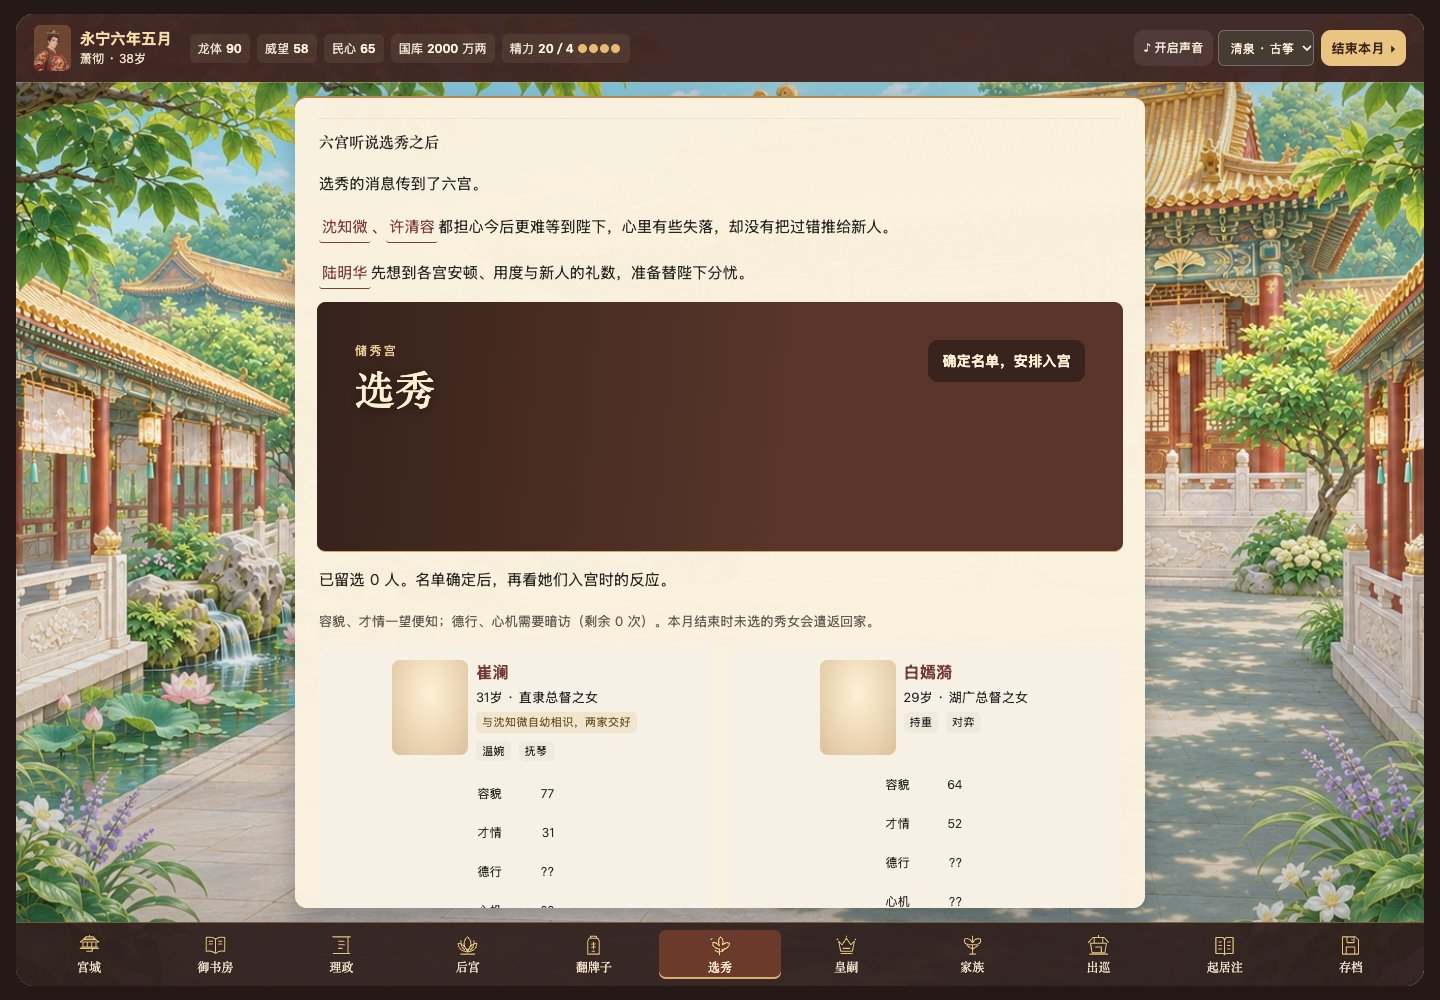 永宁六年五月
萧彻 · 38岁
龙体 90
威望 58
民心 65
国库 2000 万两
精力 20 / 4
♪ 开启声音
清泉 · 古筝
结束本月
六宫听说选秀之后
选秀的消息传到了六宫。
沈知微、许清容都担心今后更难等到陛下，心里有些失落，却没有把过错推给新人。
陆明华先想到各宫安顿、用度与新人的礼数，准备替陛下分忧。
储秀宫
选秀
确定名单，安排入宫
已留选 0 人。名单确定后，再看她们入宫时的反应。
容貌、才情一望便知；德行、心机需要暗访（剩余 0 次）。本月结束时未选的秀女会遣返回家。
崔澜
31岁 · 直隶总督之女
与沈知微自幼相识，两家交好
温婉 抚琴
容貌 77
才情 31
德行 ??
心机 ??
白嫣漪
29岁 · 湖广总督之女
持重 对弈
容貌 64
才情 52
德行 ??
心机 ??
宫城
御书房
理政
后宫
翻牌子
选秀
皇嗣
家族
出巡
起居注
存档